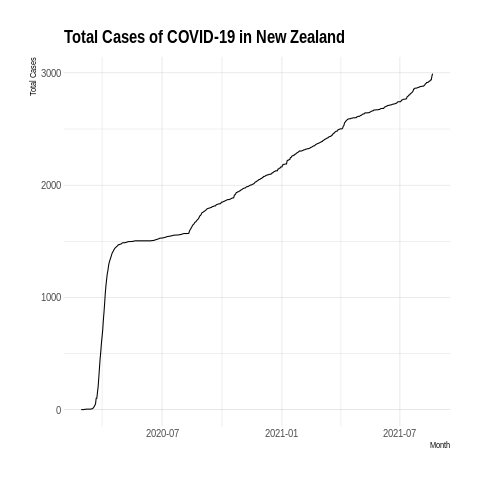 Total Cases of COVID-19 in New Zealand
Total Cases
3000
2000
1000
0
2020-07
2021-01
2021-07
Month